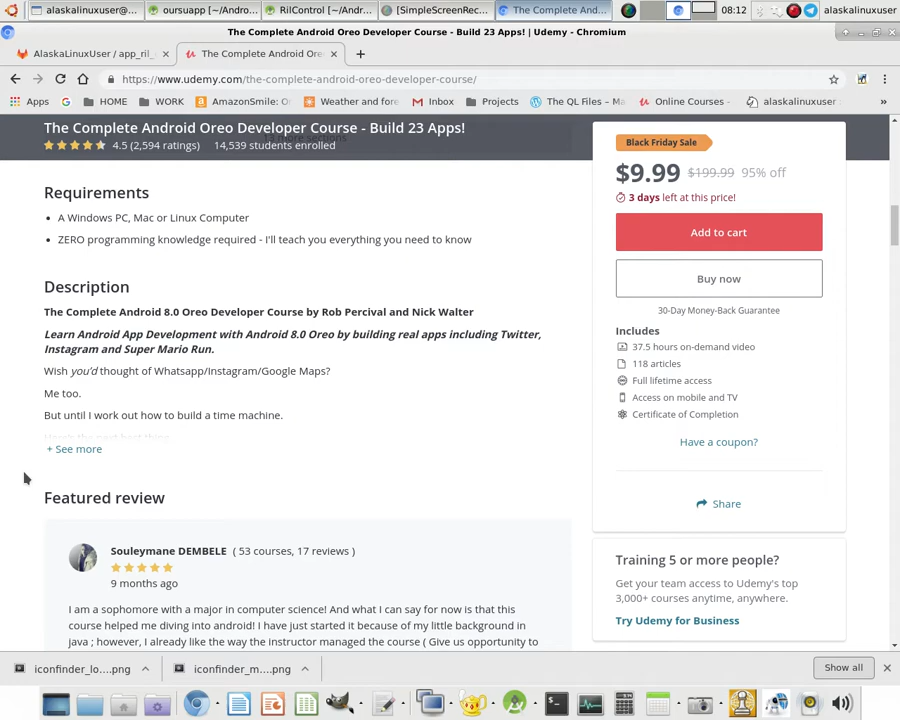 alaskalinuxuser@...
oursuapp [~/Andro...
RilControl [~/Andr...
[SimpleScreenRec...
The Complete And...
08:12
alaskalinuxuser
The Complete Android Oreo Developer Course - Build 23 Apps! | Udemy - Chromium
AlaskaLinuxUser / app_ril_
The Complete Android Ore
https://www.udemy.com/the-complete-android-oreo-developer-course/
Apps
HOME
WORK
AmazonSmile: O
Weather and fore
Inbox
Projects
The QL Files – Ma
Online Courses -
alaskalinuxuser
»
The Complete Android Oreo Developer Course - Build 23 Apps!
4.5 (2,594 ratings) 14,539 students enrolled
Requirements
• A Windows PC, Mac or Linux Computer
• ZERO programming knowledge required - I'll teach you everything you need to know
Description
The Complete Android 8.0 Oreo Developer Course by Rob Percival and Nick Walter
Learn Android App Development with Android 8.0 Oreo by building real apps including Twitter,
Instagram and Super Mario Run.
Wish you'd thought of Whatsapp/Instagram/Google Maps?
Me too.
But until I work out how to build a time machine.
Here's the next best thing.
+ See more
Featured review
Souleymane DEMBELE ( 53 courses, 17 reviews )
9 months ago
I am a sophomore with a major in computer science! And what I can say for now is that this
course helped me diving into android! I have just started it because of my little background in
java ; however, I already like the way the instructor managed the course ( Give us opportunity to
Black Friday Sale
$9.99 $199.99 95% off
3 days left at this price!
Add to cart
Buy now
30-Day Money-Back Guarantee
Includes
37.5 hours on-demand video
118 articles
Full lifetime access
Access on mobile and TV
Certificate of Completion
Have a coupon?
Share
Training 5 or more people?
Get your team access to Udemy's top
3,000+ courses anytime, anywhere.
Try Udemy for Business
iconfinder_lo....png
iconfinder_m....png
Show all